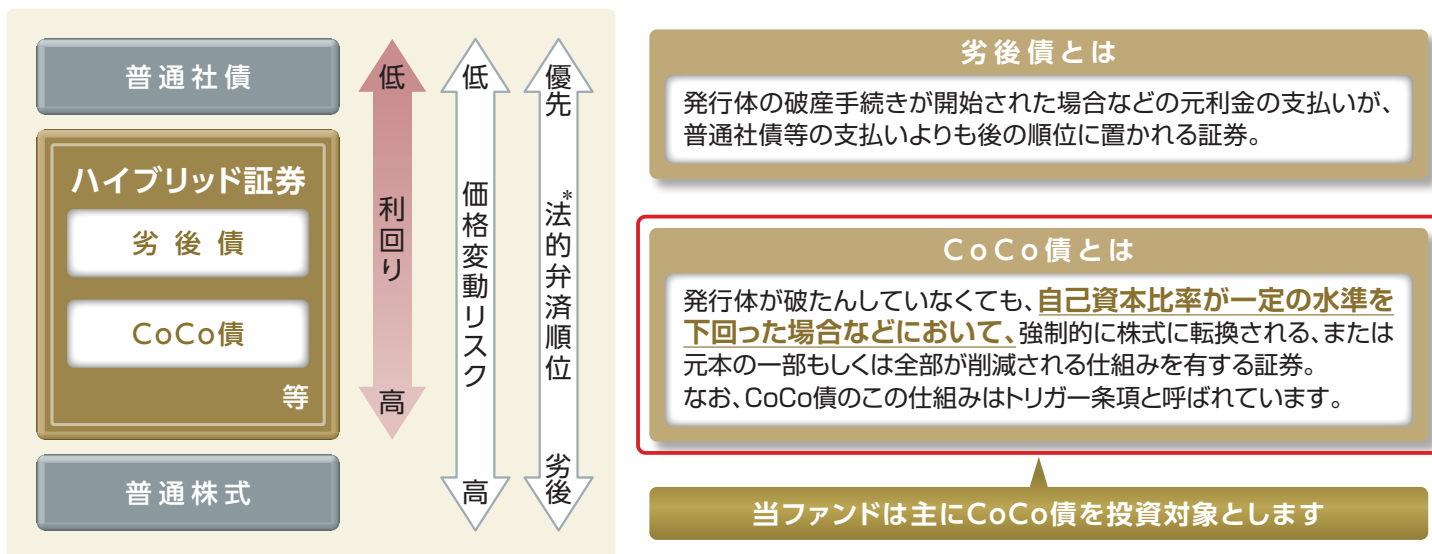 普通社債
ハイブリッド証券
劣後債
CoCo債
等
普通株式
低
利回り
高
低
価格変動リスク
高
優先
*法的弁済順位
劣後
劣後債とは
発行体の破産手続きが開始された場合などの元利金の支払いが、
普通社債等の支払いよりも後の順位に置かれる証券。
CoCo債とは
発行体が破たんしていなくても、自己資本比率が一定の水準を
下回った場合などにおいて、強制的に株式に転換される、または
元本の一部もしくは全部が削減される仕組みを有する証券。
なお、CoCo債のこの仕組みはトリガー条項と呼ばれています。
当ファンドは主にCoCo債を投資対象とします